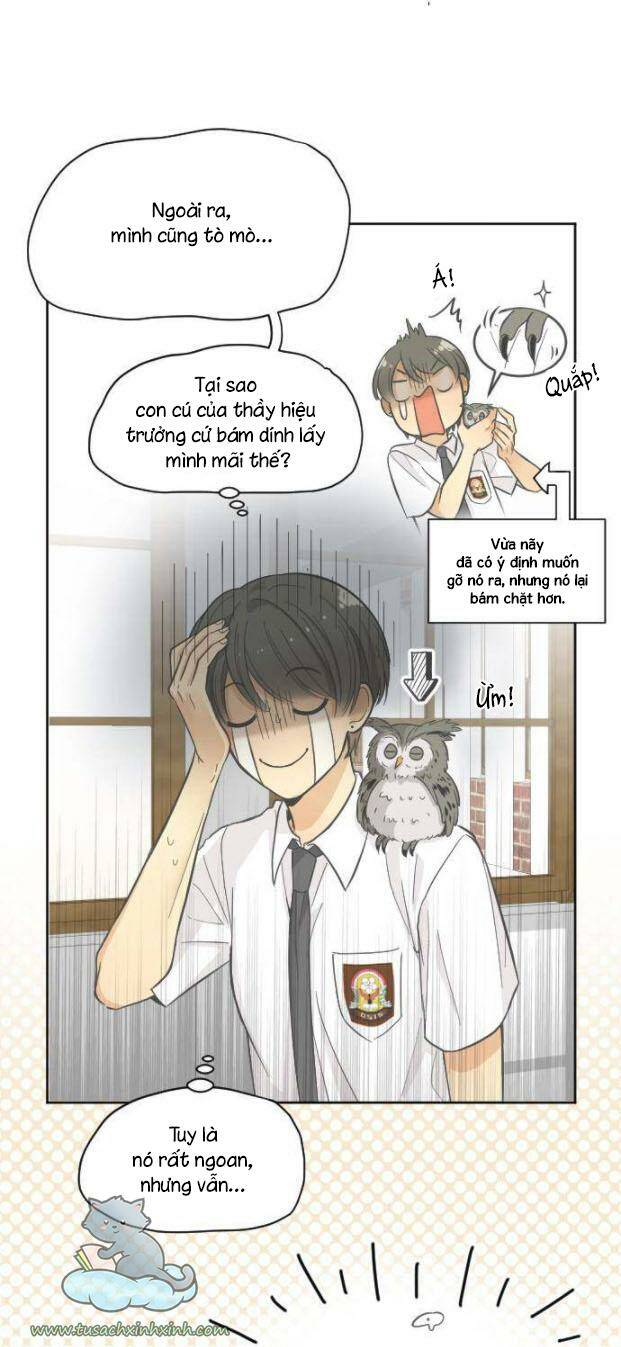 Ngoài ra,
mình cũng tò mò...
Á!
Quắp!
Tại sao
con cú của thầy hiệu
trưởng cứ bám dính lấy
mình mãi thế?
Vừa nãy
đã có ý định muốn
gỡ nó ra, nhưng nó lại
bám chặt hơn.
Ừm!
OSIS
Tuy là
nó rất ngoan,
nhưng vẫn...
www.tusachxinhxinh.com